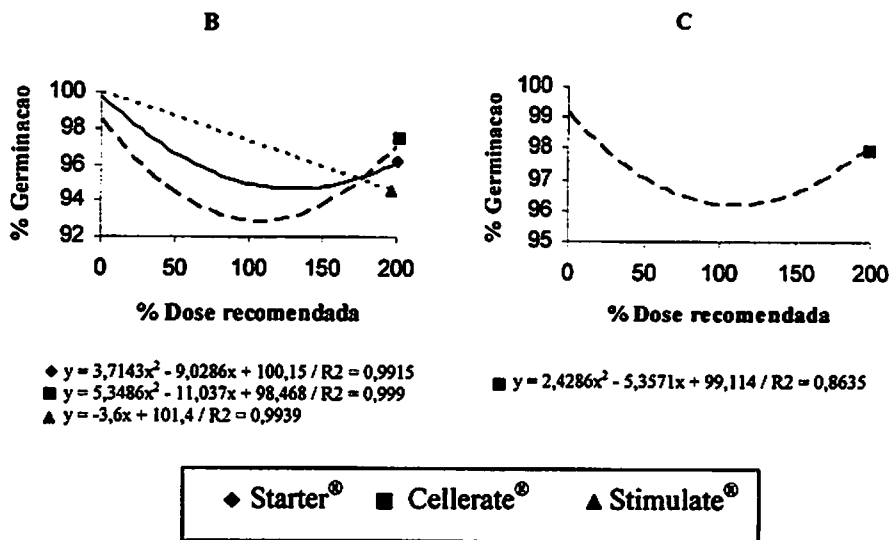 B
C
% Germinacao
100
98
96
94
92
0 50 100 150 200
% Dose recomendada
% Germinacao
100
99
98
97
96
95
0 50 100 150 200
% Dose recomendada
◆ y = 3,7143x² - 9,0286x + 100,15 / R2 = 0,9915
■ y = 5,3486x² - 11,037x + 98,468 / R2 = 0,999
▲ y = -3,6x + 101,4 / R2 = 0,9939
■ y = 2,4286x² - 5,3571x + 99,114 / R2 = 0,8635
◆ Starter® ■ Cellerate® ▲ Stimulate®